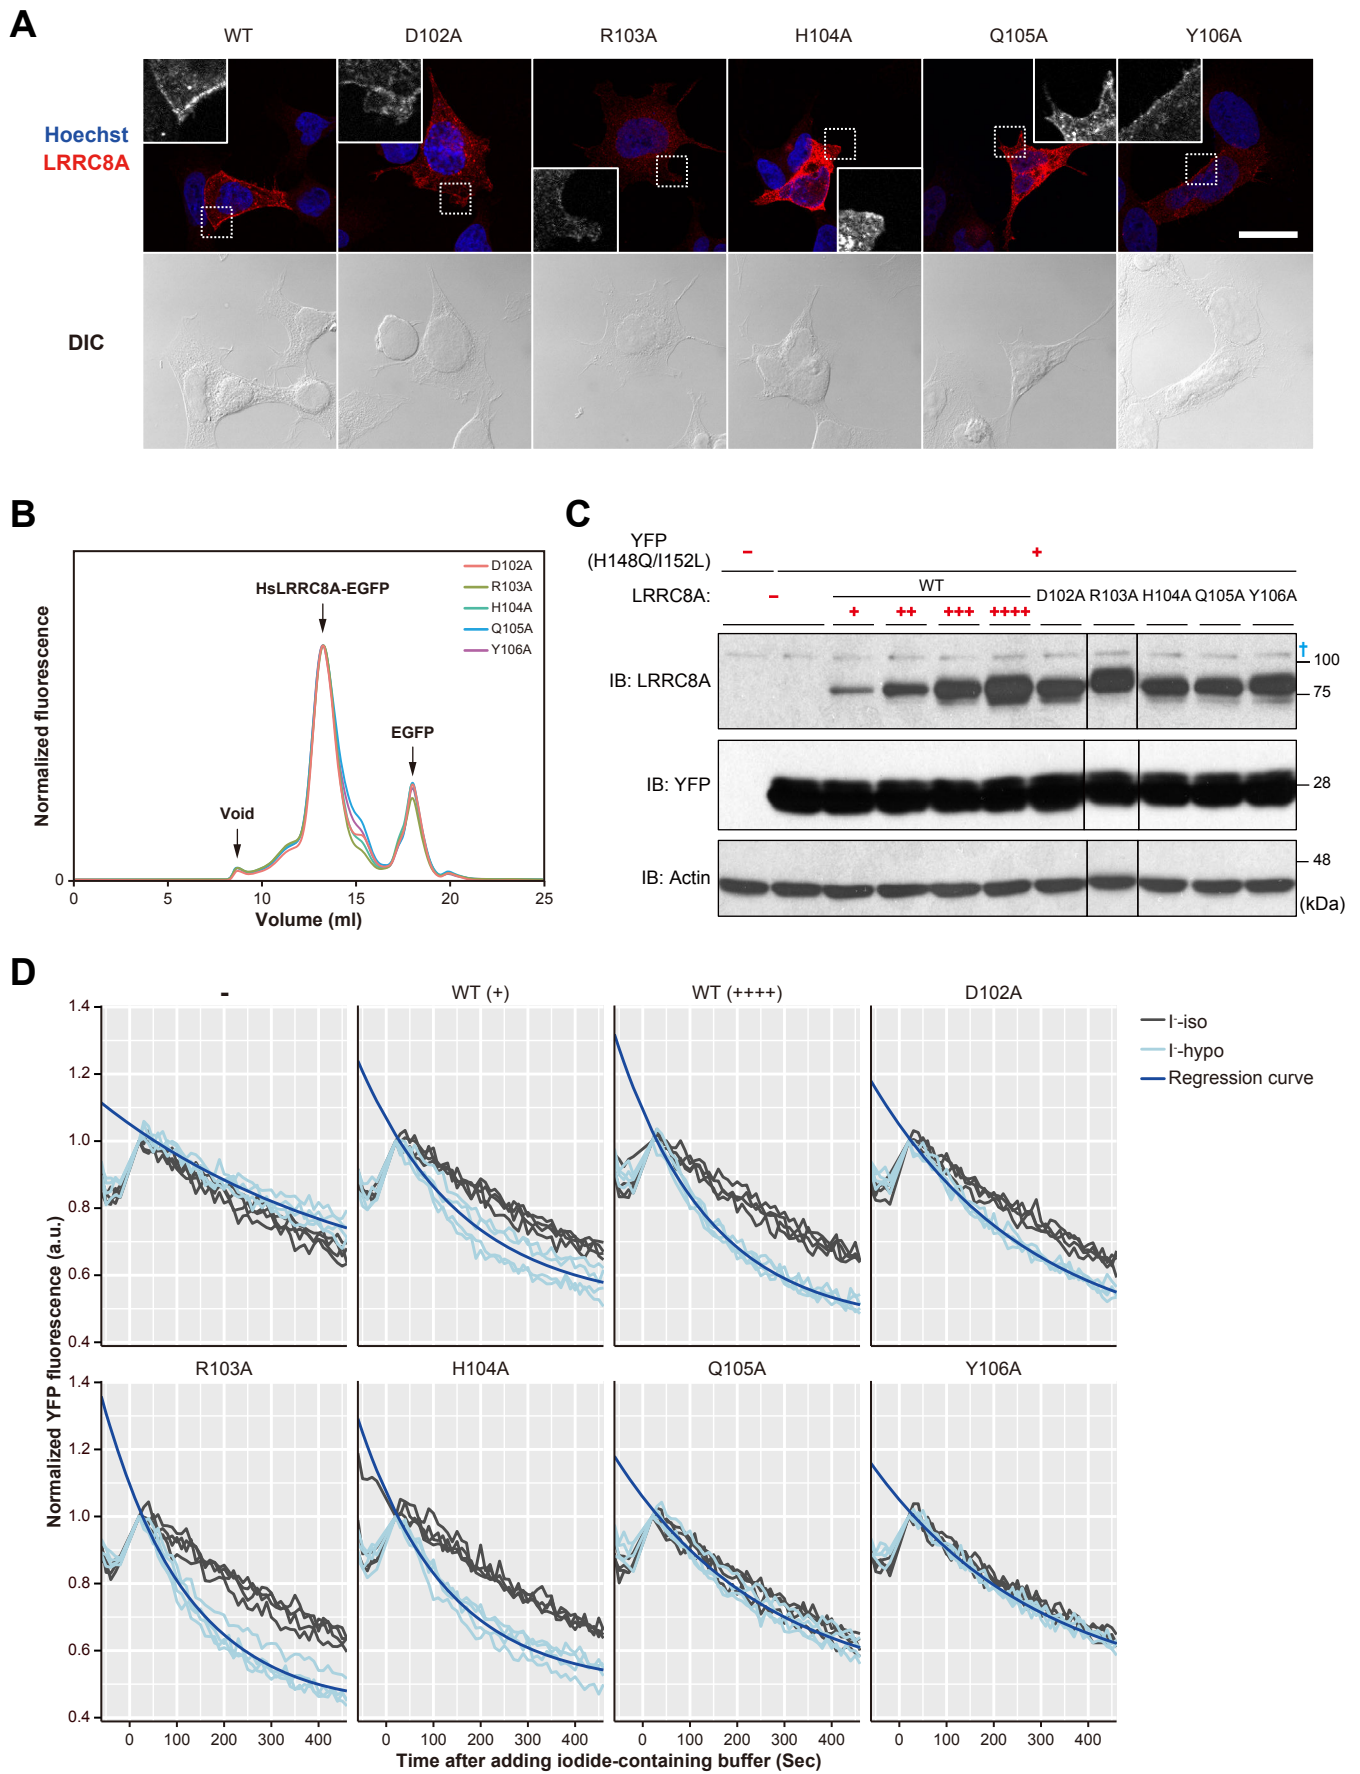 A
WT D102A R103A H104A Q105A Y106A
Hoechst
LRRC8A
DIC
B
Normalized fluorescence
HsLRRC8A-EGFP
EGFP
Void
D102A
R103A
H104A
Q105A
Y106A
0
0 5 10 15 20 25
Volume (ml)
C
YFP
(H148Q/I152L)
- +
LRRC8A:
- WT D102A R103A H104A Q105A Y106A
+ ++ +++ ++++
IB: LRRC8A
†
100
75
IB: YFP
28
IB: Actin
48
(kDa)
D
- WT (+) WT (++++) D102A
I⁻-iso
I⁻-hypo
Regression curve
1.4
1.2
1.0
0.8
0.6
0.4
Normalized YFP fluorescence (a.u.)
R103A H104A Q105A Y106A
1.4
1.2
1.0
0.8
0.6
0.4
0 100 200 300 400 0 100 200 300 400 0 100 200 300 400 0 100 200 300 400
Time after adding iodide-containing buffer (Sec)